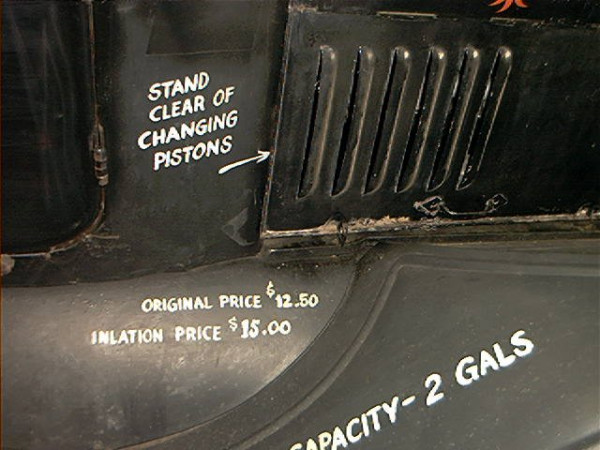 STAND
CLEAR OF
CHANGING
PISTONS
ORIGINAL PRICE $12.50
INLATION PRICE $15.00
CAPACITY - 2 GALS